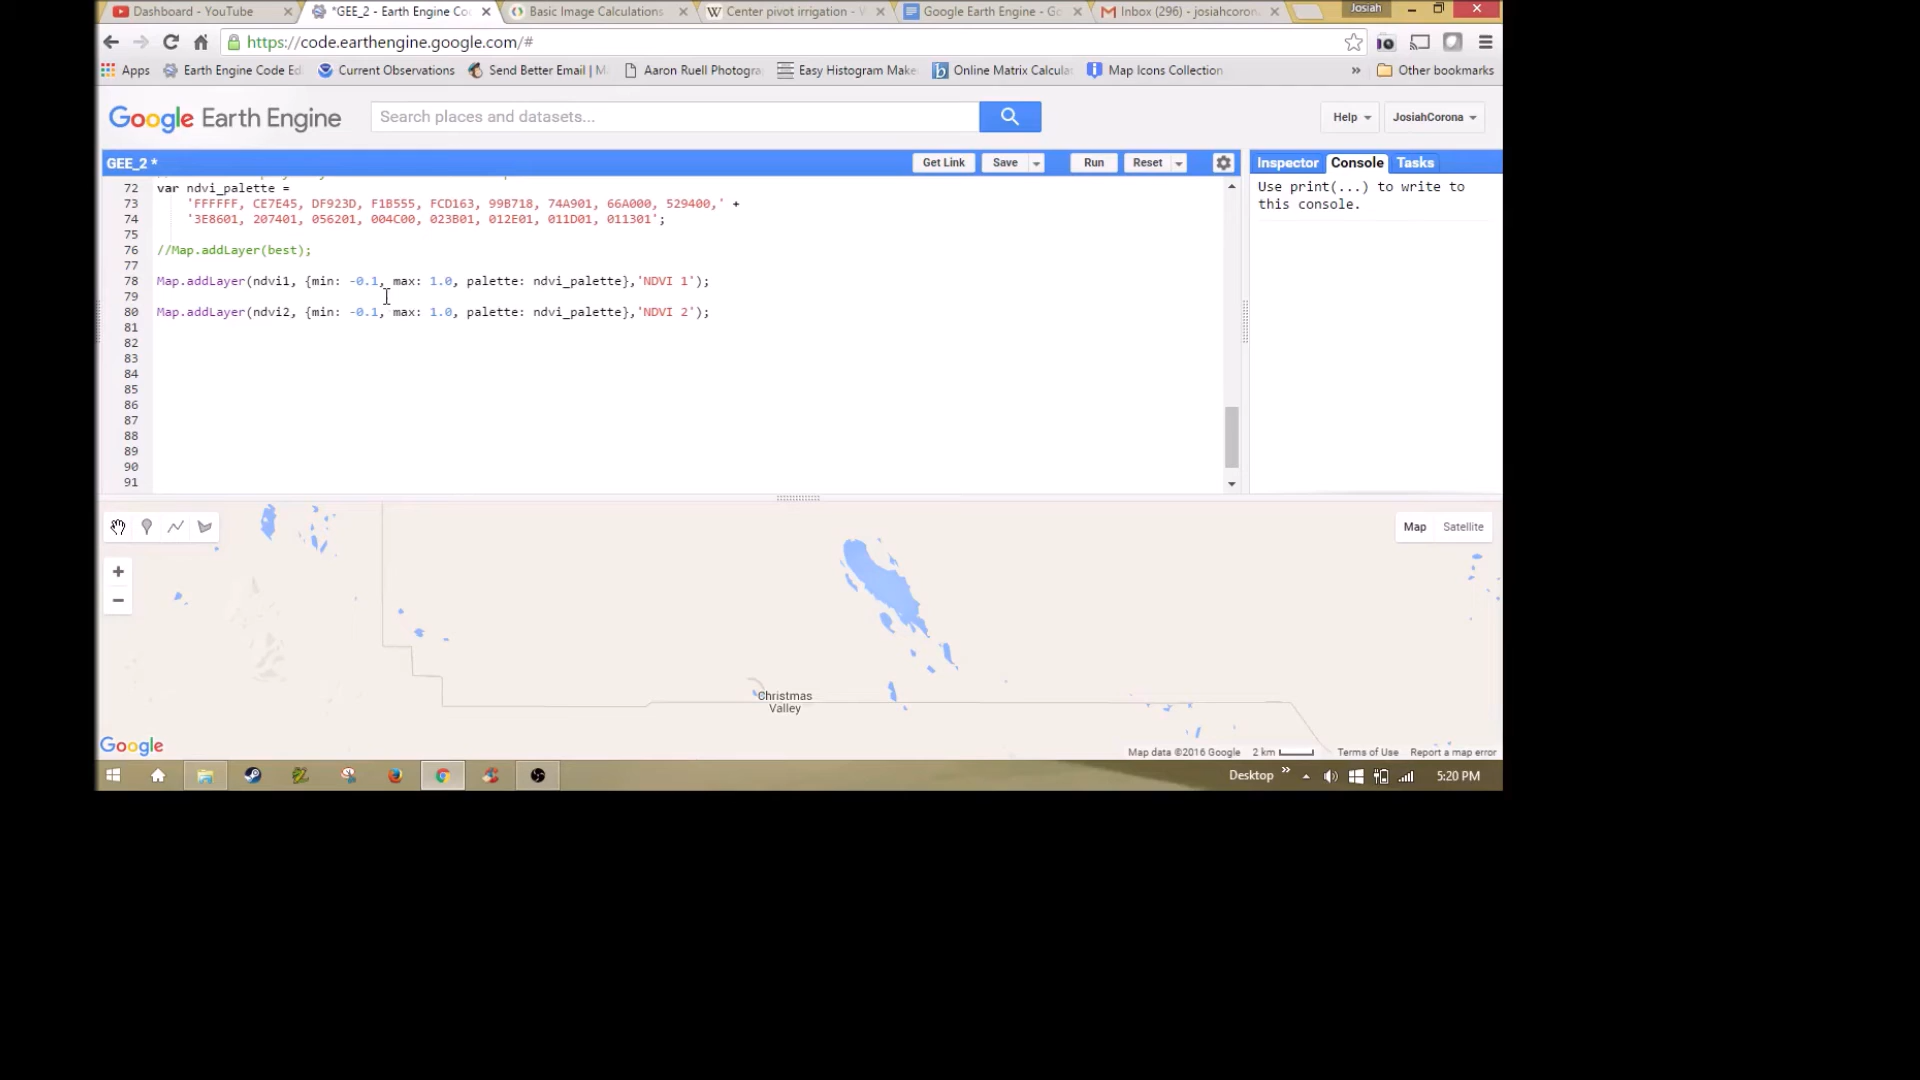 Dashboard - YouTube
*GEE_2 - Earth Engine Co
Basic Image Calculations
Center pivot irrigation -
Google Earth Engine - Go
Inbox (296) - josiahcoron
Josiah
https://code.earthengine.google.com/#
Apps
Earth Engine Code Ed
Current Observations
Send Better Email | M
Aaron Ruell Photogra
Easy Histogram Make
Online Matrix Calcula
Map Icons Collection
»
Other bookmarks
Google Earth Engine
Search places and datasets...
Help
JosiahCorona
GEE_2 *
Get Link
Save
Run
Reset
Inspector
Console
Tasks
Use print(...) to write to
this console.
72 var ndvi_palette =
73 'FFFFFF, CE7E45, DF923D, F1B555, FCD163, 99B718, 74A901, 66A000, 529400,' +
74 '3E8601, 207401, 056201, 004C00, 023B01, 012E01, 011D01, 011301';
75
76 //Map.addLayer(best);
77
78 Map.addLayer(ndvi1, {min: -0.1, max: 1.0, palette: ndvi_palette},'NDVI 1');
79
80 Map.addLayer(ndvi2, {min: -0.1, max: 1.0, palette: ndvi_palette},'NDVI 2');
81
82
83
84
85
86
87
88
89
90
91
+
−
Map
Satellite
Christmas
Valley
Google
Map data ©2016 Google
2 km
Terms of Use
Report a map error
Desktop
»
5:20 PM